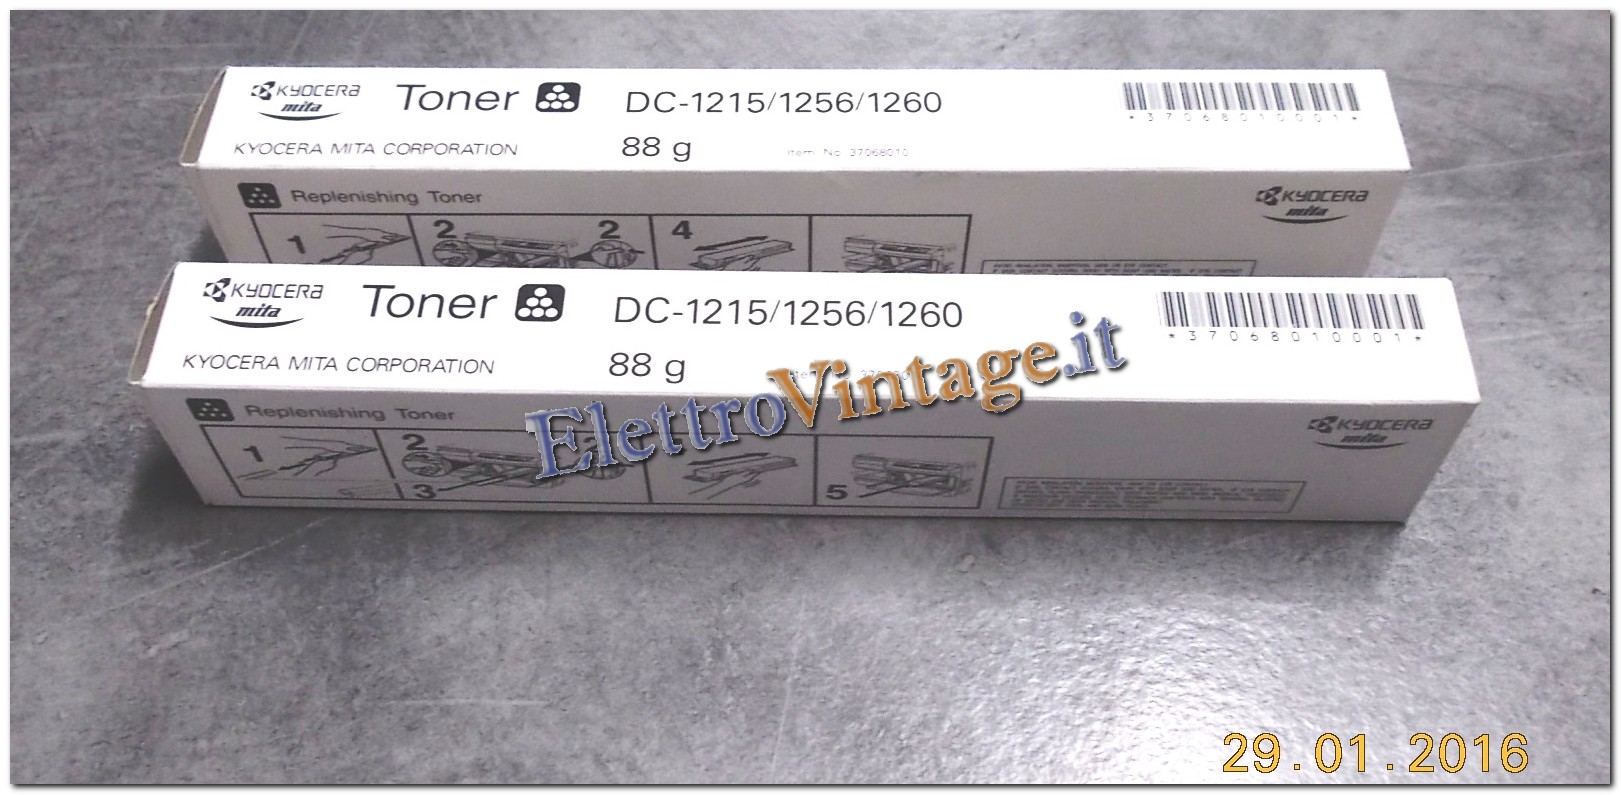 KYOCERA mita Toner DC-1215/1256/1260
*37068010001*
KYOCERA MITA CORPORATION 88 g Item No 37068010
Replenishing Toner
KYOCERA mita
1 2 2 4
KYOCERA mita Toner DC-1215/1256/1260
*37068010001*
KYOCERA MITA CORPORATION 88 g
ElettroVintage.it
Replenishing Toner
KYOCERA mita
1 2 3 5
29.01.2016